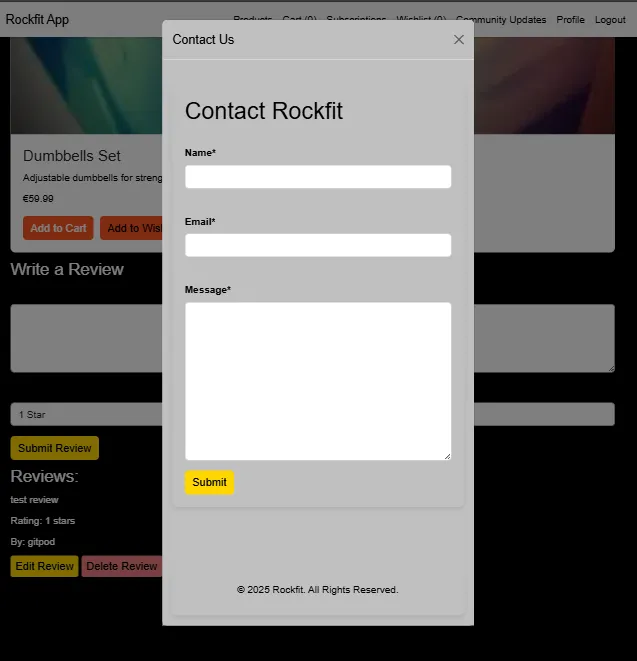 Rockfit App
Products Cart (0) Subscriptions Wishlist (0) Community Updates Profile Logout
Contact Us
Contact Rockfit
Name*
Email*
Message*
Submit
© 2025 Rockfit. All Rights Reserved.
Dumbbells Set
Adjustable dumbbells for streng
€59.99
Add to Cart Add to Wis
Write a Review
1 Star
Submit Review
Reviews:
test review
Rating: 1 stars
By: gitpod
Edit Review Delete Review